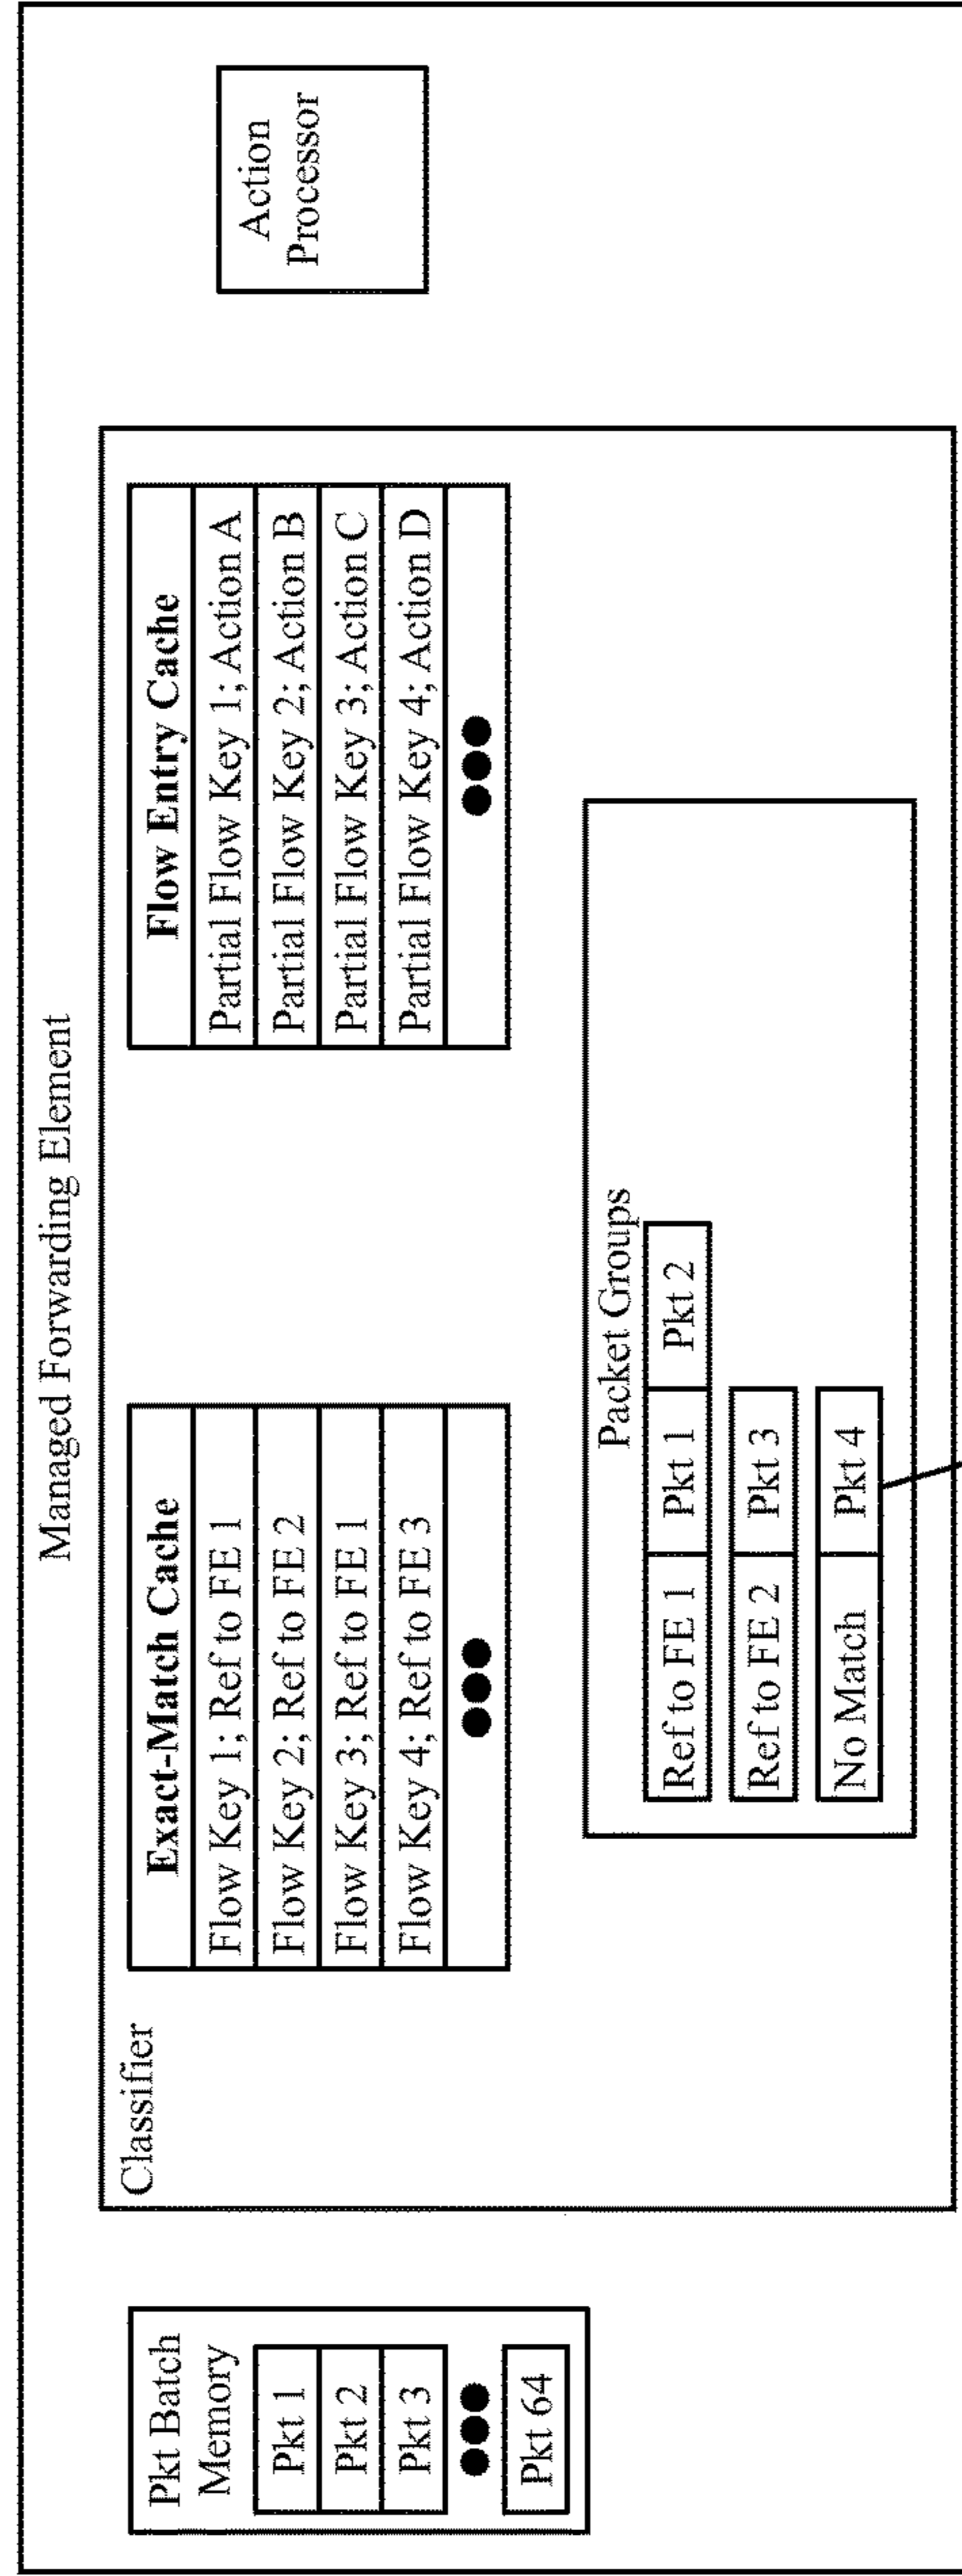 Managed Forwarding Element
Pkt Batch
Memory
Pkt 1
Pkt 2
Pkt 3
Pkt 64
Classifier
Exact-Match Cache
Flow Key 1; Ref to FE 1
Flow Key 2; Ref to FE 2
Flow Key 3; Ref to FE 1
Flow Key 4; Ref to FE 3
Flow Entry Cache
Partial Flow Key 1; Action A
Partial Flow Key 2; Action B
Partial Flow Key 3; Action C
Partial Flow Key 4; Action D
Packet Groups
Ref to FE 1 Pkt 1 Pkt 2
Ref to FE 2 Pkt 3
No Match Pkt 4
Action
Processor